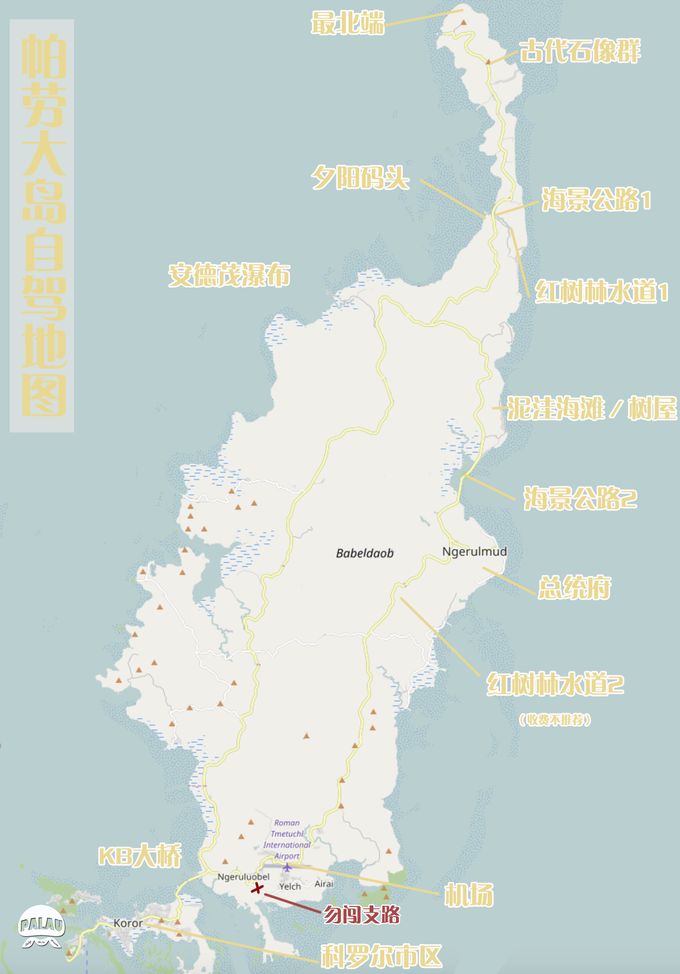 帕劳大岛自驾地图
最北端
古代石像群
夕阳码头
海景公路1
安德茂瀑布
红树林水道1
泥洼海滩／树屋
海景公路2
Babeldaob
Ngerulmud
总统府
红树林水道2
（收费不推荐）
Roman
Tmetuchl
International
Airport
KB大桥
Ngeruluobel
Yelch
Airai
机场
勿闯支路
Koror
PALAU
科罗尔市区